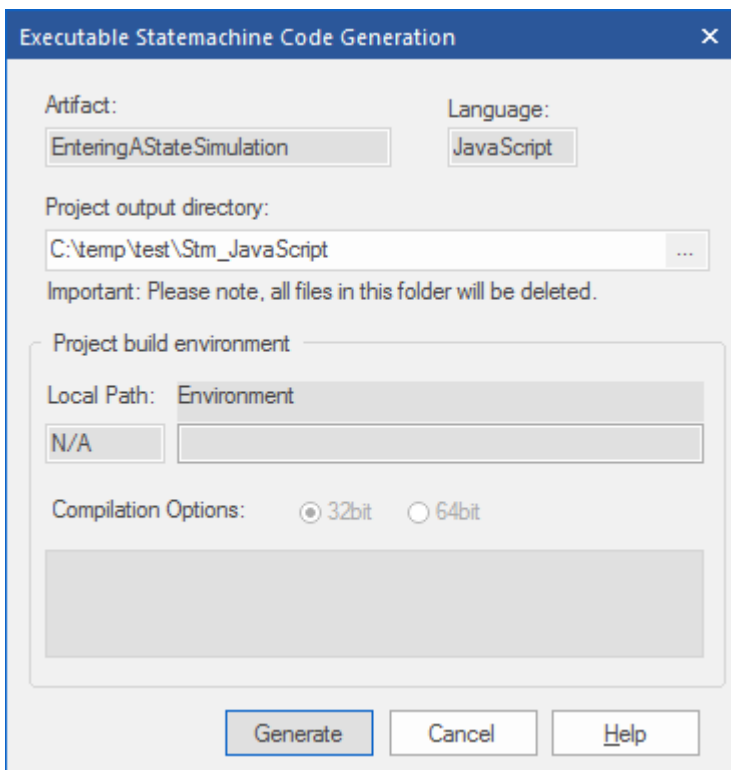 Executable Statemachine Code Generation
Artifact:
Language:
EnteringAStateSimulation
JavaScript
Project output directory:
C:\temp\test\Stm_JavaScript
...
Important: Please note, all files in this folder will be deleted.
Project build environment
Local Path:
Environment
N/A
Compilation Options:
32bit
64bit
Generate
Cancel
Help